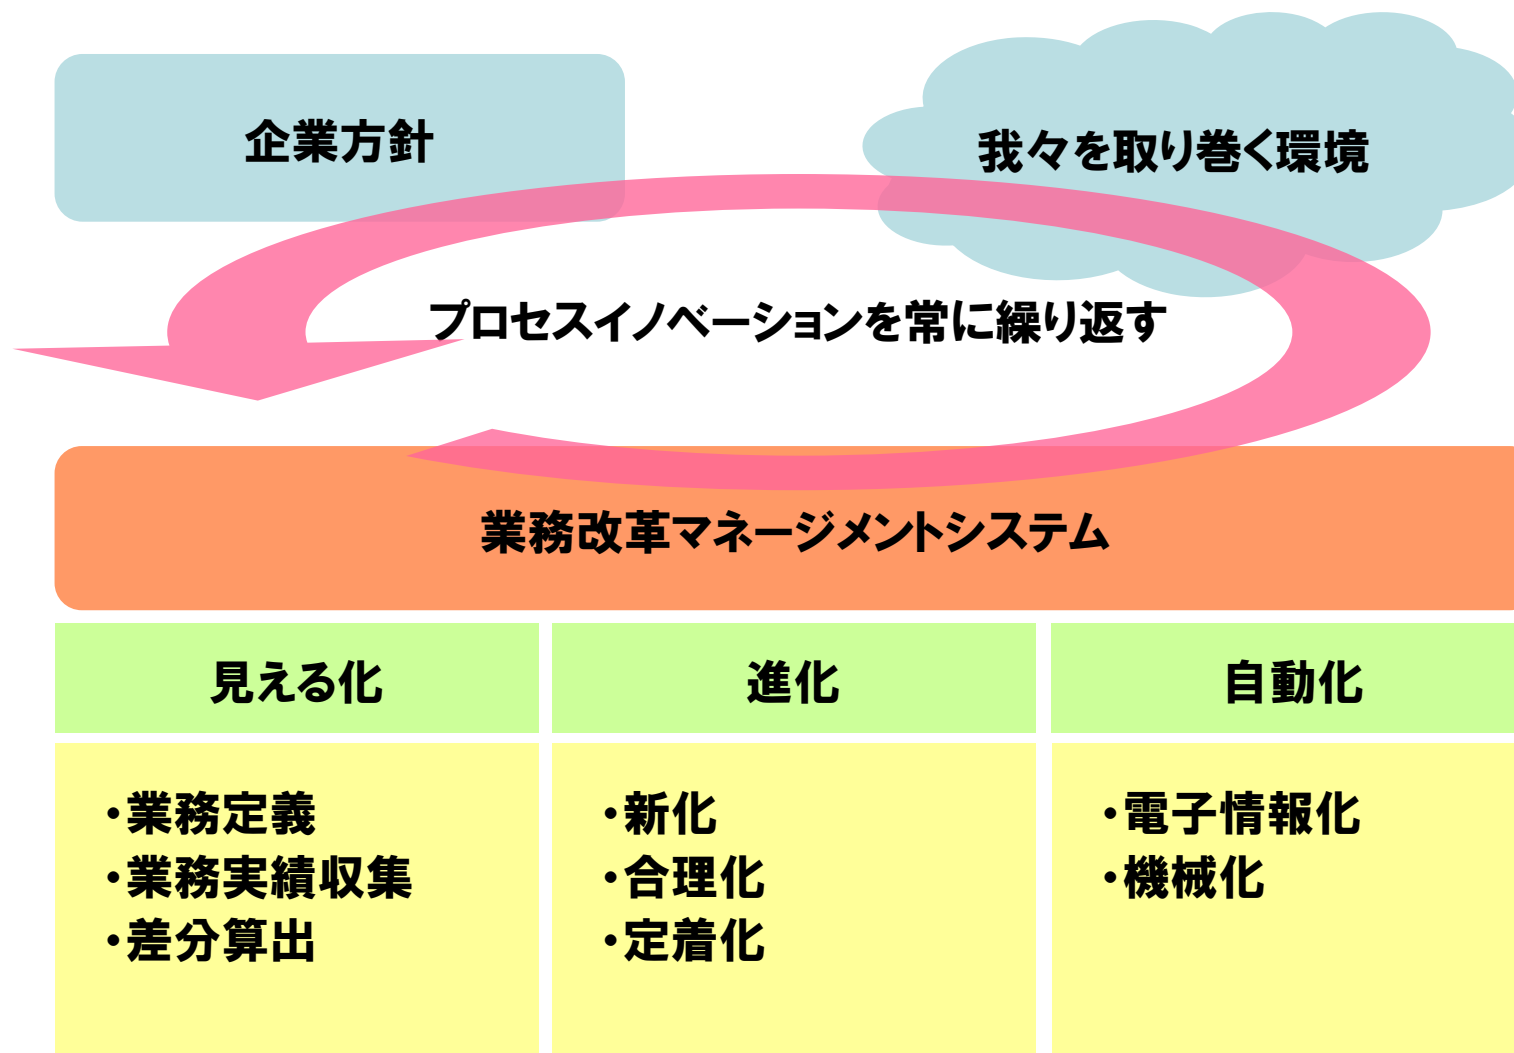 企業方針
我々を取り巻く環境
プロセスイノベーションを常に繰り返す
業務改革マネージジメントシステム
見える化
進化
自動化
・業務定義
・業務実績収集
・差分算出
・新化
・合理化
・定着化
・電子情報化
・機械化